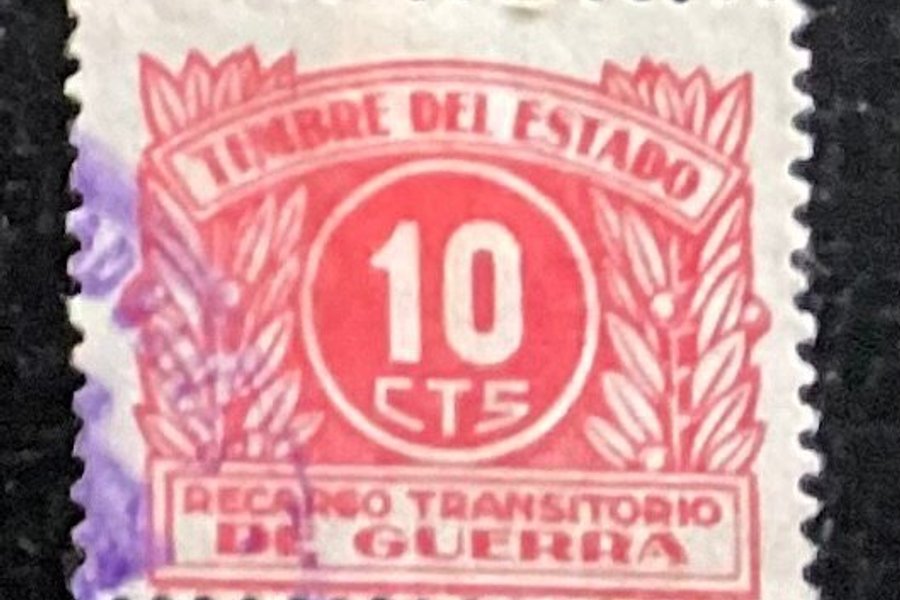 TIMBRE DEL ESTADO
10
CTS
RECARGO TRANSITORIO
DE GUERRA